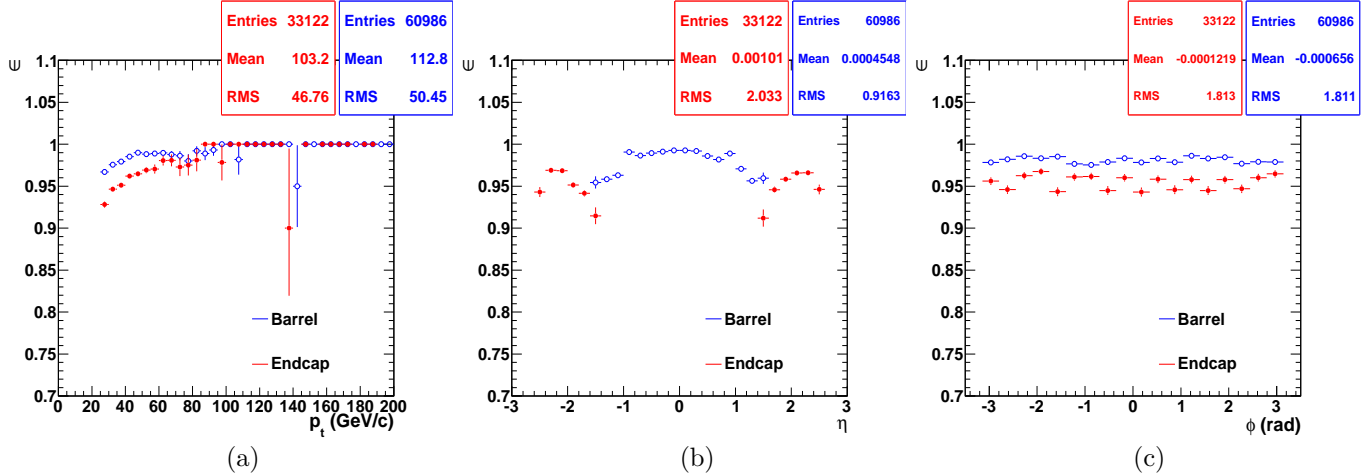 Entries 33122
Mean 103.2
RMS 46.76
Entries 60986
Mean 112.8
RMS 50.45
∈
1.1
1.05
1
0.95
0.9
0.85
0.8
0.75
0.7
Barrel
Endcap
0 20 40 60 80 100 120 140 160 180 200
p_t (GeV/c)
(a)
Entries 33122
Mean 0.00101
RMS 2.033
Entries 60986
Mean 0.0004548
RMS 0.9163
∈
1.1
1.05
1
0.95
0.9
0.85
0.8
0.75
0.7
Barrel
Endcap
-3 -2 -1 0 1 2 3
η
(b)
Entries 33122
Mean -0.0001219
RMS 1.813
Entries 60986
Mean -0.000656
RMS 1.811
∈
1.1
1.05
1
0.95
0.9
0.85
0.8
0.75
0.7
Barrel
Endcap
-3 -2 -1 0 1 2 3
ϕ (rad)
(c)